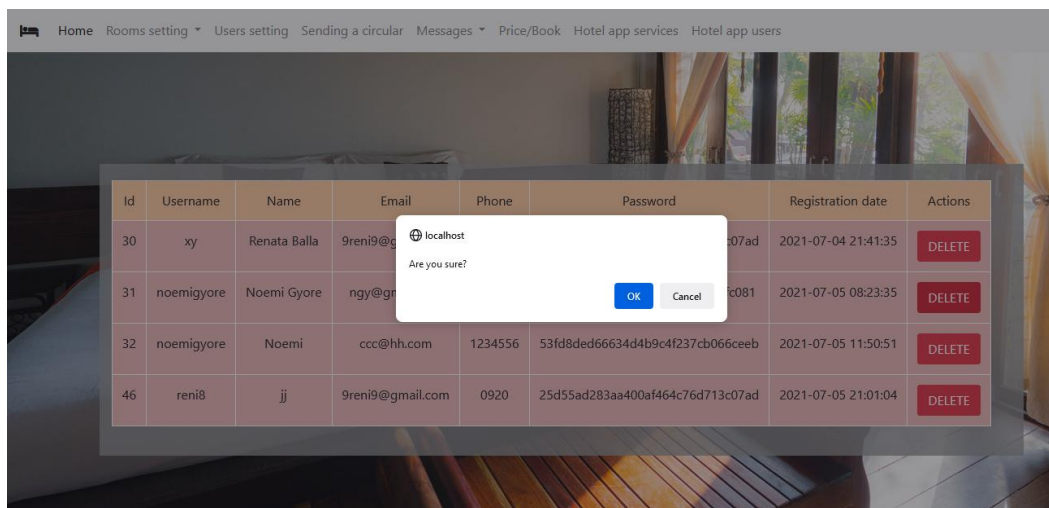 Home Rooms setting Users setting Sending a circular Messages Price/Book Hotel app services Hotel app users
Id Username Name Email Phone Password Registration date Actions
30 xy Renata Balla 9reni9@g c07ad 2021-07-04 21:41:35 DELETE
localhost
Are you sure?
OK Cancel
31 noemigyore Noemi Gyore ngy@gm fc081 2021-07-05 08:23:35 DELETE
32 noemigyore Noemi ccc@hh.com 1234556 53fd8ded66634d4b9c4f237cb066ceeb 2021-07-05 11:50:51 DELETE
46 reni8 jj 9reni9@gmail.com 0920 25d55ad283aa400af464c76d713c07ad 2021-07-05 21:01:04 DELETE